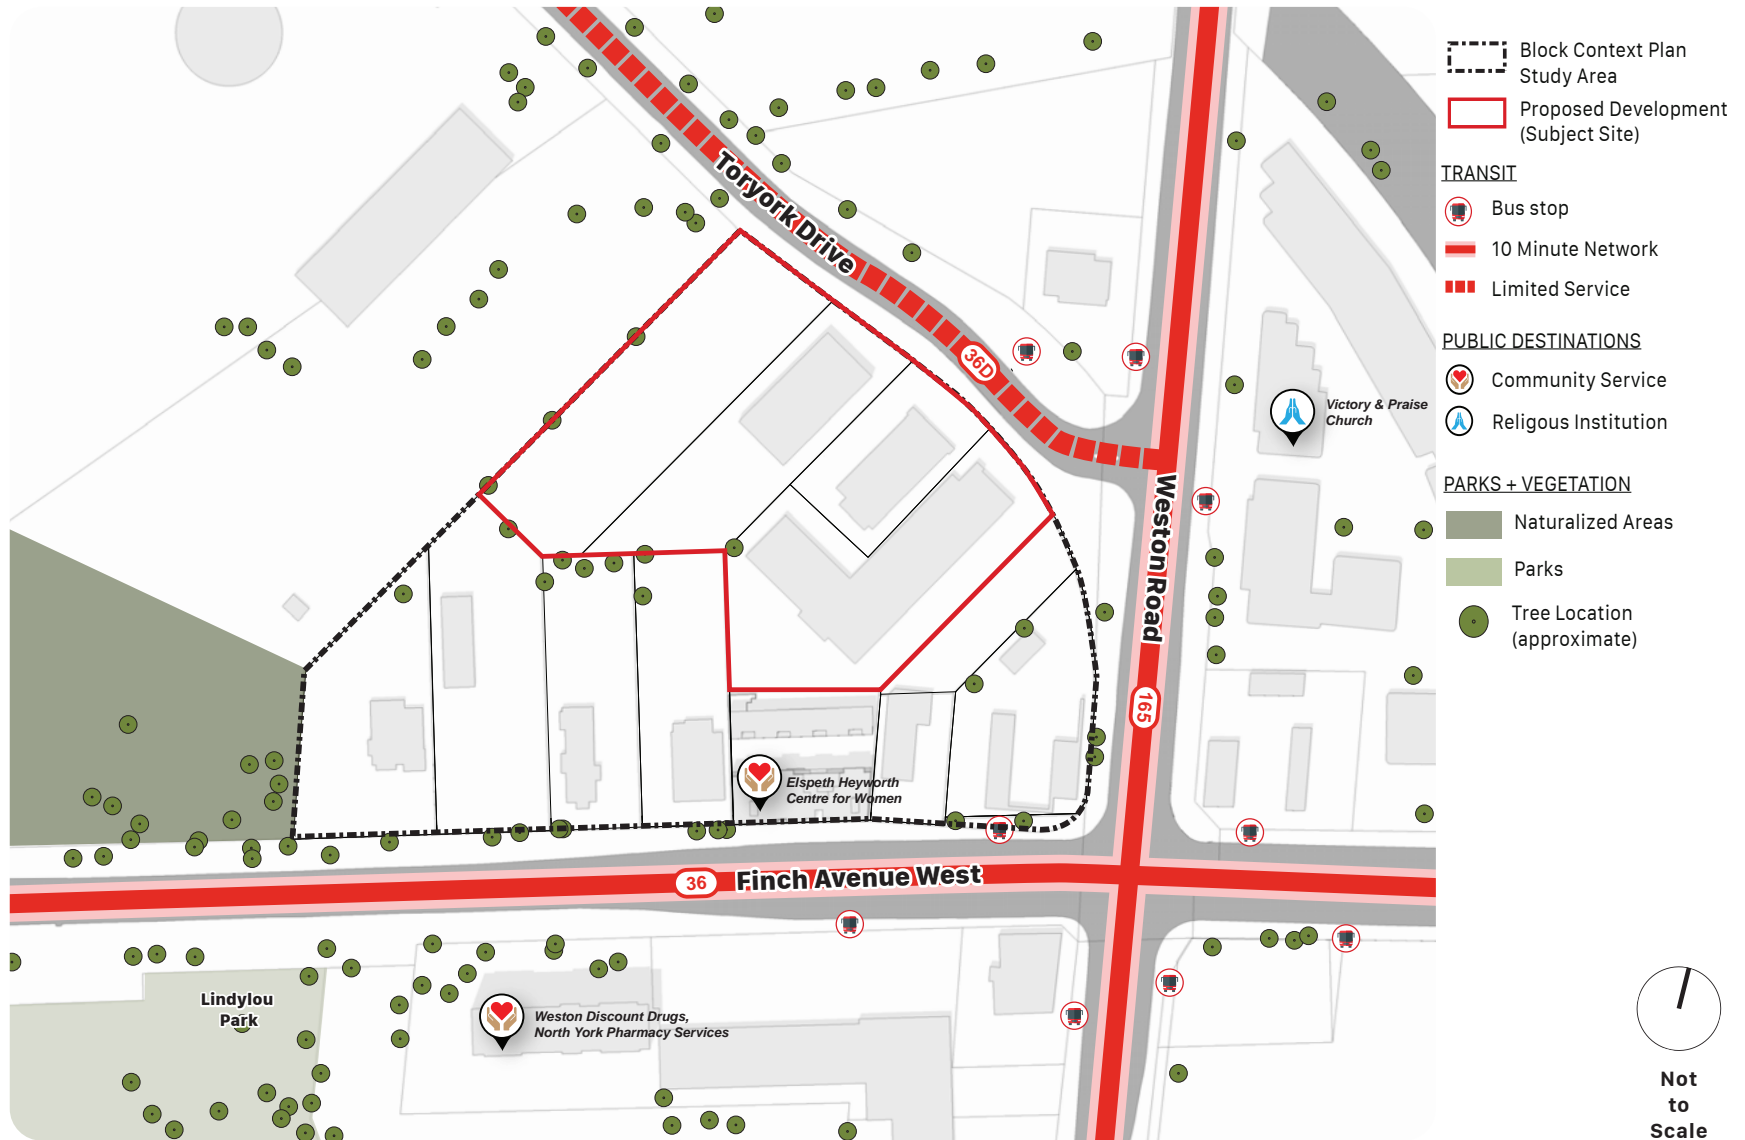 Toryork Drive
36D
Weston Road
165
Victory & Praise
Church
Elspeth Heyworth
Centre for Women
36
Finch Avenue West
Lindylou
Park
Weston Discount Drugs,
North York Pharmacy Services
Block Context Plan
Study Area
Proposed Development
(Subject Site)
TRANSIT
Bus stop
10 Minute Network
Limited Service
PUBLIC DESTINATIONS
Community Service
Religous Institution
PARKS + VEGETATION
Naturalized Areas
Parks
Tree Location
(approximate)
Not
to
Scale